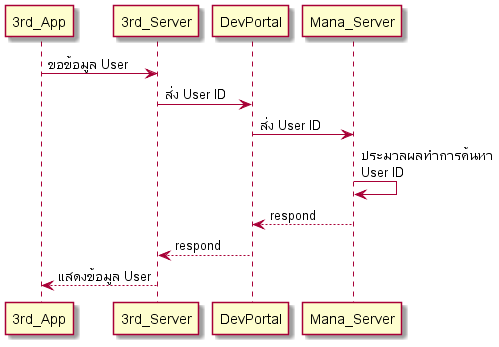 3rd_App
3rd_Server
DevPortal
Mana_Server
ขอข้อมูล User
ส่ง User ID
ส่ง User ID
ประมาลผลทำการค้นหา
User ID
respond
respond
แสดงข้อมูล User
3rd_App
3rd_Server
DevPortal
Mana_Server